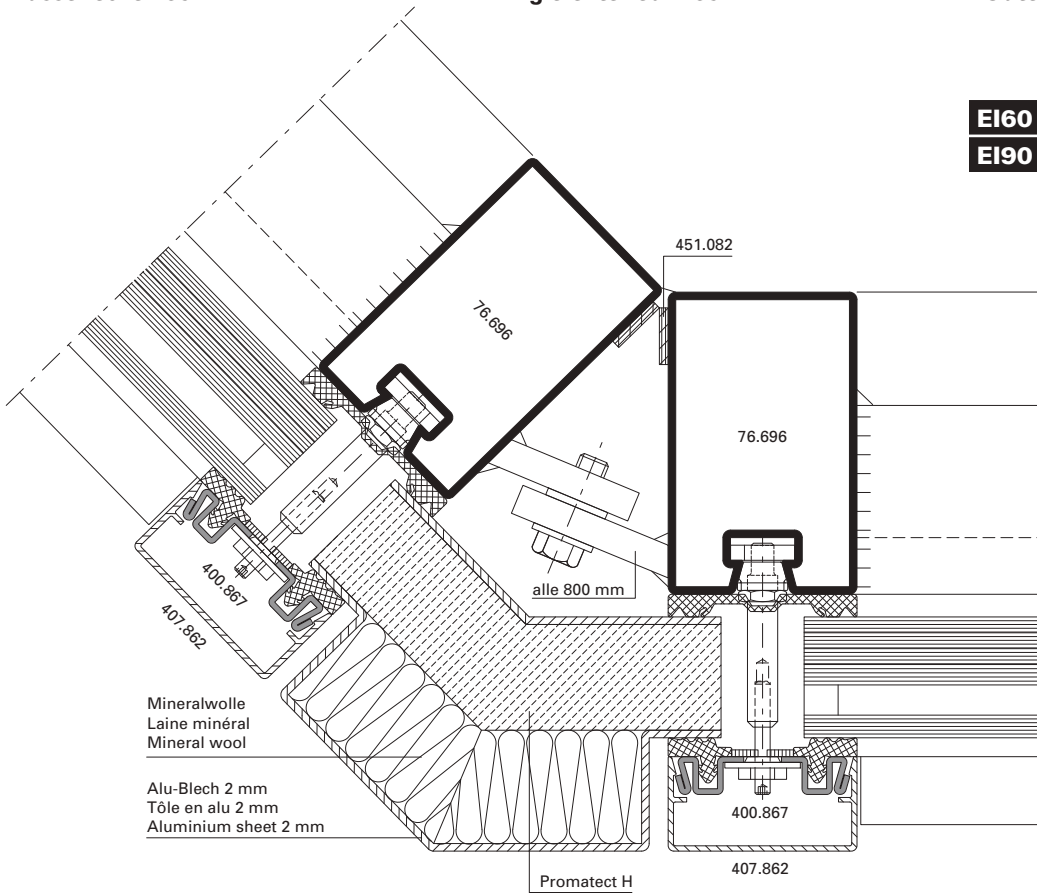 EI60
EI90
451.082
76.696
76.696
alle 800 mm
400.867
407.862
Mineralwolle
Laine minéral
Mineral wool
Alu-Blech 2 mm
Tôle en alu 2 mm
Aluminium sheet 2 mm
400.867
407.862
Promatect H